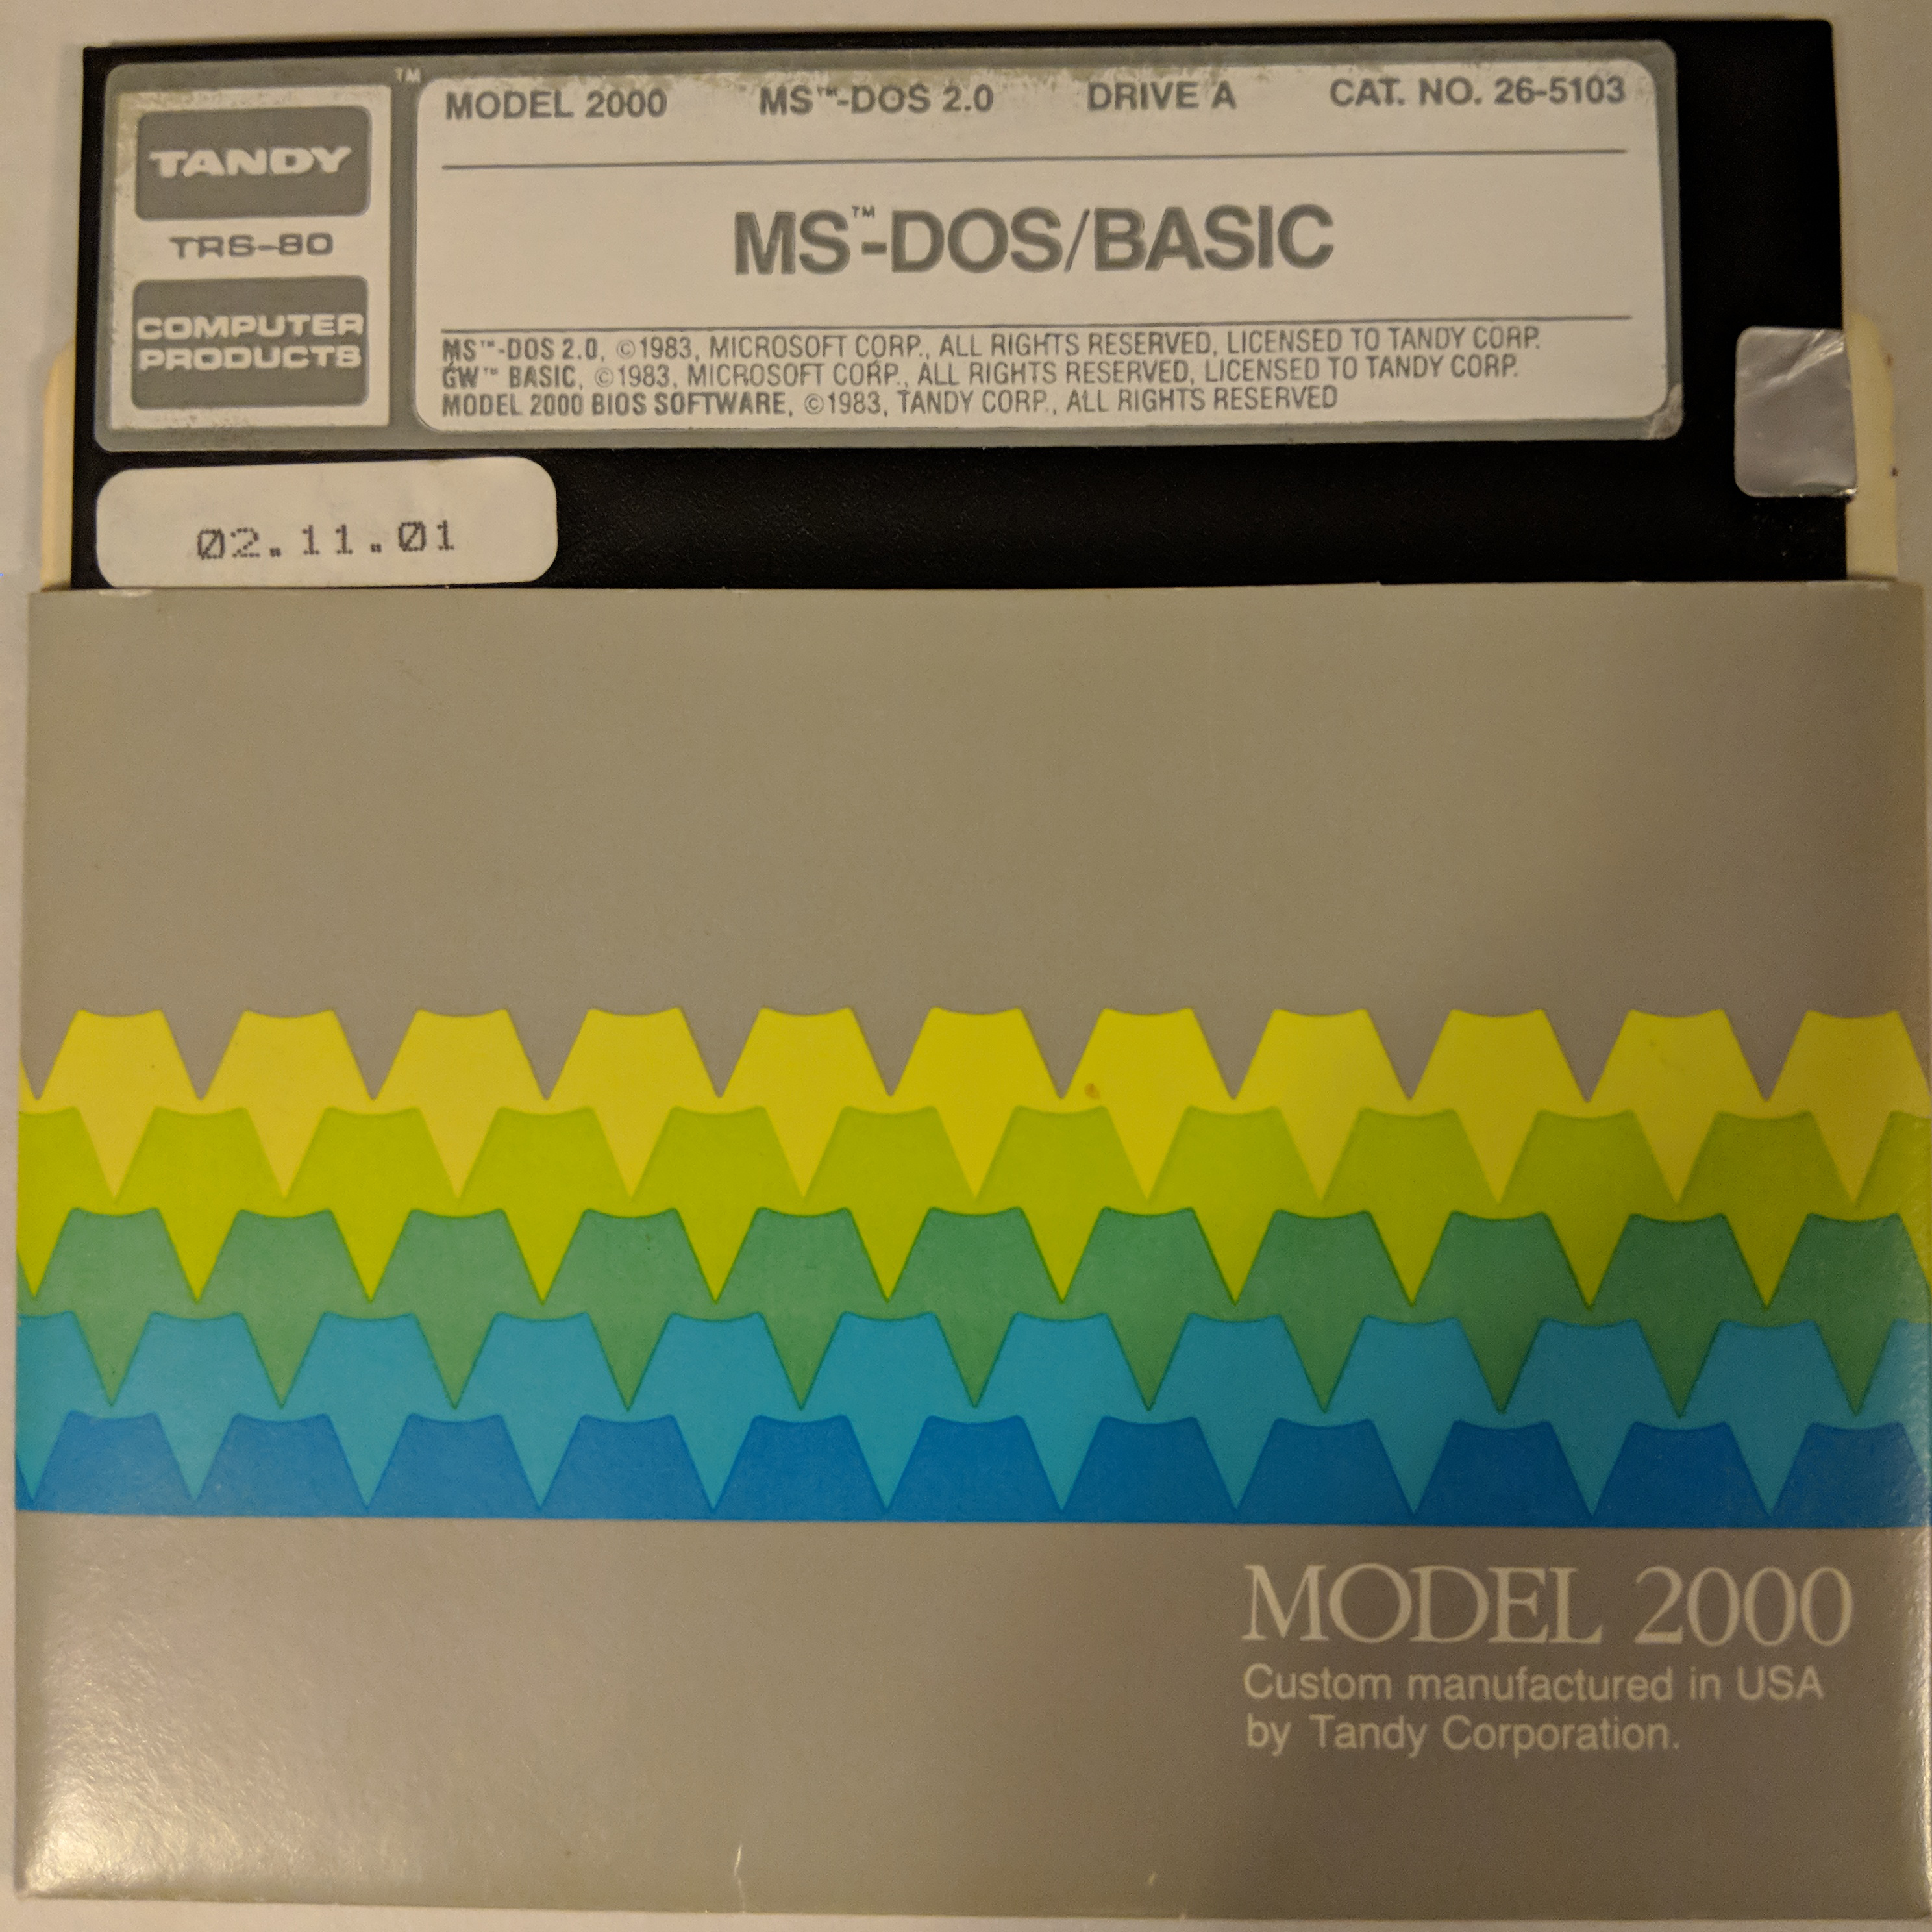 TANDY
TRS-80
COMPUTER
PRODUCTS
TM
MODEL 2000 MS™-DOS 2.0 DRIVE A CAT. NO. 26-5103
MS™-DOS/BASIC
MS™-DOS 2.0, ©1983, MICROSOFT CORP., ALL RIGHTS RESERVED, LICENSED TO TANDY CORP.
GW™ BASIC, ©1983, MICROSOFT CORP., ALL RIGHTS RESERVED, LICENSED TO TANDY CORP.
MODEL 2000 BIOS SOFTWARE, ©1983, TANDY CORP., ALL RIGHTS RESERVED
02.11.01
MODEL 2000
Custom manufactured in USA
by Tandy Corporation.